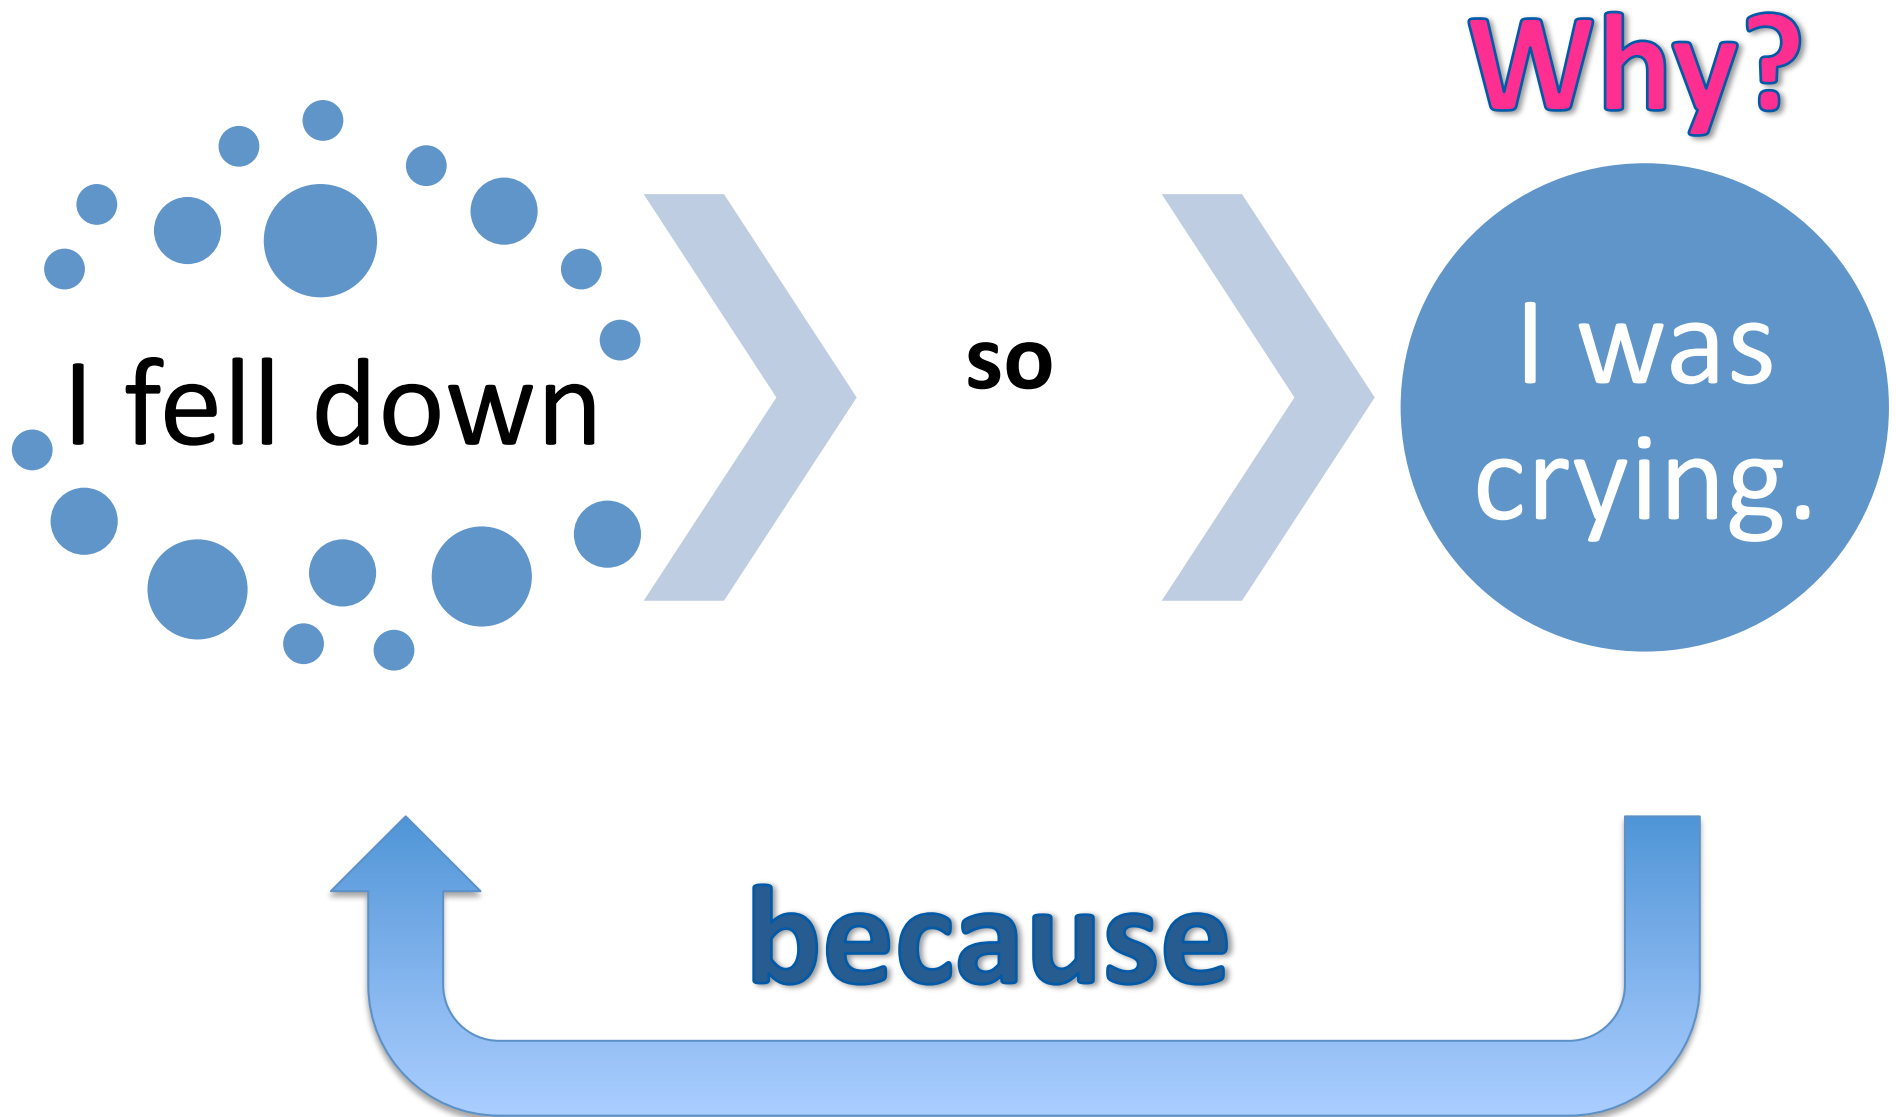 Why?
I fell down
so
I was
crying.
because